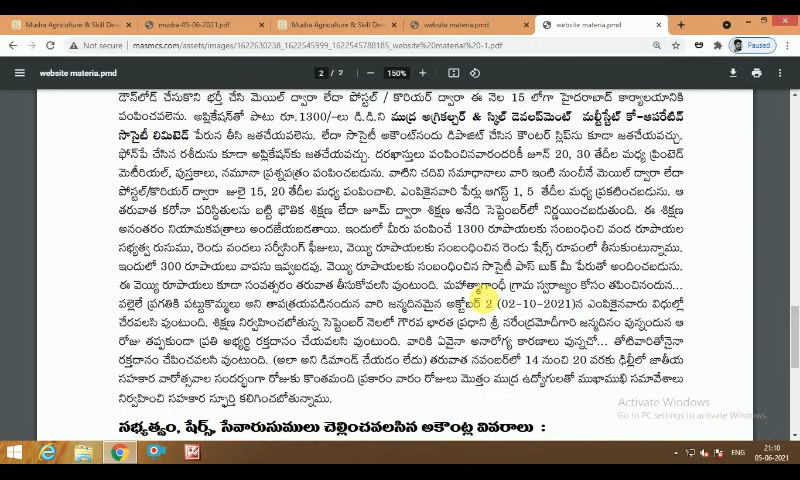 Mudra Agriculture & Skill Dev
mudra-05-06-2021.pdf
Mudra Agriculture & Skill Dev
website materia.pmd
website materia.pmd
Not secure | masmcs.com/assets/images/1622630238_1622545999_1622545788185_website%20material%20-1.pdf
Paused
website materia.pmd
2 / 2
150%
డౌన్‌లోడ్ చేసుకొని భర్తీ చేసి మెయిల్ ద్వారా లేదా పోస్టల్ / కొరియర్ ద్వారా ఈ నెల 15 లోగా హైదరాబాద్ కార్యాలయానికి
పంపించవలెను. అప్లికేషన్‌తో పాటు రూ.1300/-లు డి.డి.ని ముద్ర అగ్రికల్చర్ & స్కిల్ డెవలప్‌మెంట్ మల్టీస్టేట్ కో-ఆపరేటివ్
సొసైటీ లిమిటెడ్ పేరున తీసి జతచేయవలెను. లేదా సొసైటీ అకౌంట్‌నందు డిపాజిట్ చేసిన కౌంటర్ స్లిప్‌ను కూడా జతచేయవచ్చు.
ఫోన్‌పే చేసిన రశీదును కూడా అప్లికేషన్‌కు జతచేయవచ్చు. దరఖాస్తు పంపించినవారందరికీ జూన్ 20, 30 తేదీల మధ్య ప్రింటెడ్
మెటీరియల్, పుస్తకాలు, నమూనా ప్రశ్నపత్రం పంపించబడును. వాటిని చదివి సమాధానాలు వారి ఇంటి నుంచినే మెయిల్ ద్వారా లేదా
పోస్టల్/కొరియర్ ద్వారా జులై 15, 20 తేదీల మధ్య పంపించాలి. ఎంపికైనవారి పేర్లు ఆగస్ట్ 1, 5 తేదీల మధ్య ప్రకటించబడును. ఆ
తరువాత కరోనా పరిస్థితులను బట్టి భౌతిక శిక్షణ లేదా జూమ్ ద్వారా శిక్షణ అనేది సెప్టెంబర్‌లో నిర్ణయించబడుతుంది. ఈ శిక్షణ
అనంతరం నియామకపత్రాలు అందజేయబడతాయి. ఇందులో మీరు పంపించే 1300 రూపాయలకు సంబంధించి వంద రూపాయల
సభ్యత్వ రుసుము, రెండు వందలు సర్వీసింగ్ ఫీజులు, వెయ్యి రూపాయలకు సంబంధించిన రెండు షేర్స్ రూపంలో తీసుకుంటున్నాము.
ఇందులో 300 రూపాయలు వాపసు ఇవ్వబడవు. వెయ్యి రూపాయలకు సంబంధించిన సొసైటీ పాస్ బుక్ మీ పేరుతో అందించబడును.
ఈ వెయ్యి రూపాయలు కూడా సంవత్సరం తరువాత తీసుకోవలసి వుంటుంది. మహాత్మాగాంధీ గ్రామ స్వరాజ్యం కోసం తపించినందున...
పల్లెలే ప్రగతికి పట్టుకొమ్మలు అని తాపత్రయపడినందున వారి జన్మదినమైన అక్టోబర్ 2 (02-10-2021)న ఎంపికైనవారు విధుల్లో
చేరవలసి వుంటుంది. శిక్షణ నిర్వహించబోతున్న సెప్టెంబర్ నెలలో గౌరవ భారత ప్రధాని శ్రీ నరేంద్రమోదీగారి జన్మదినం వున్నందున ఆ
రోజు తప్పకుండా ప్రతి అభ్యర్థి రక్తదానం చేయవలసి వుంటుంది. వారికి ఏవైనా అనారోగ్య కారణాలు వున్నచో... తోటివారితోనైనా
రక్తదానం చేపించవలసి వుంటుంది. (అలా అని డిమాండ్ చేయడం లేదు) తరువాత నవంబర్‌లో 14 నుంచి 20 వరకు ఢిల్లీలో జాతీయ
సహకార వారోత్సవాల సందర్భంగా రోజుకు కొంతమంది ప్రకారం వారం రోజులు మొత్తం ముద్ర ఉద్యోగులతో ముఖాముఖి సమావేశాలు
నిర్వహించి సహకార స్ఫూర్తి కలిగించబోతున్నాము.
సభ్యత్వం, షేర్స్, సేవారుసుములు చెల్లించవలసిన అకౌంట్ల వివరాలు :
Activate Windows
Go to PC settings to activate Windows.
ENG
21:10
05-06-2021